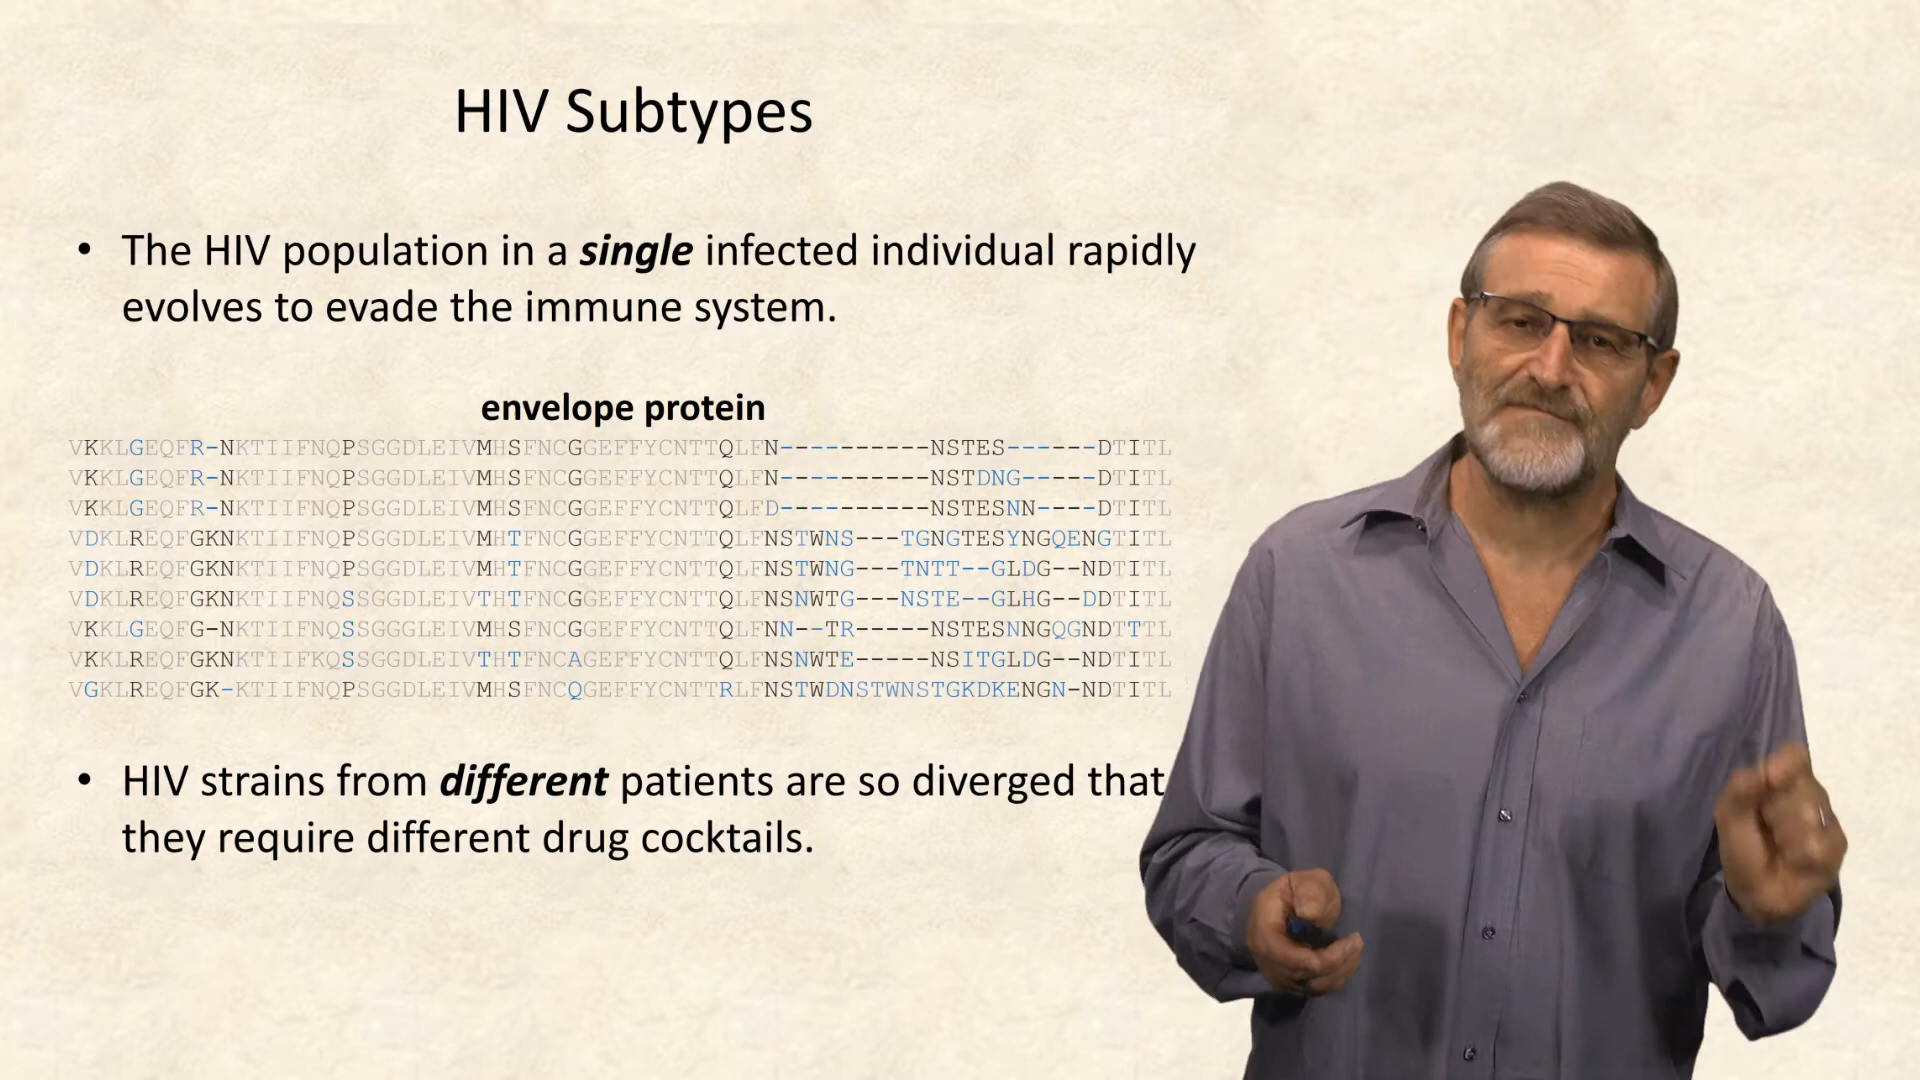 HIV Subtypes
• The HIV population in a single infected individual rapidly
evolves to evade the immune system.
envelope protein
VKKLGEQFR-NKTIIFNQPSGGDLEIVMHSFNCGGEFFYCNTTQLFN----------NSTES------DTITL
VKKLGEQFR-NKTIIFNQPSGGDLEIVMHSFNCGGEFFYCNTTQLFN----------NSTDNG-----DTITL
VKKLGEQFR-NKTIIFNQPSGGDLEIVMHSFNCGGEFFYCNTTQLFD----------NSTESNN----DTITL
VDKLREQFGKNKTIIFNQPSGGDLEIVMHTFNCGGEFFYCNTTQLFNSTWNS---TGNGTESYNGQENGTITL
VDKLREQFGKNKTIIFNQPSGGDLEIVMHTFNCGGEFFYCNTTQLFNSTWNG---TNTT--GLDG--NDTITL
VDKLREQFGKNKTIIFNQSSGGDLEIVTHTFNCGGEFFYCNTTQLFNSNWTG---NSTE--GLHG--DDTITL
VKKLGEQFG-NKTIIFNQSSGGGLEIVMHSFNCGGEFFYCNTTQLFNN--TR-----NSTESNNGQGNDTTTL
VKKLREQFGKNKTIIFKQSSGGDLEIVTHTFNCAGEFFYCNTTQLFNSNWTE-----NSITGLDG--NDTITL
VGKLREQFGK-KTIIFNQPSGGDLEIVMHSFNCQGEFFYCNTTRLFNSTWDNSTWNSTGKDKENGN-NDTITL
• HIV strains from different patients are so diverged that
they require different drug cocktails.